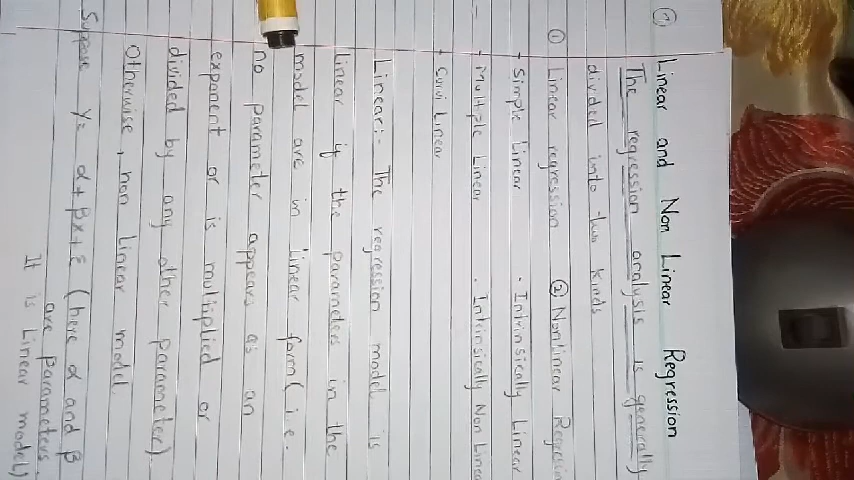 ⑦ Linear and Non Linear Regression
The regression analysis is generally
divided into two kinds
① Linear regression ② Nonlinear Regression
• Simple Linear • Intrinsically Linear
• Multiple Linear • Intrinsically Non Linea
• Curvi Linear
Linear:- The regression model is
linear if the parameters in the
model are in linear form (i.e.
no parameter appears as an
exponent or is multiplied or
divided by any other parameter).
Otherwise, non linear model.
Suppose Y = α + βx + ε (here α and β
are parameters.
It is Linear model)